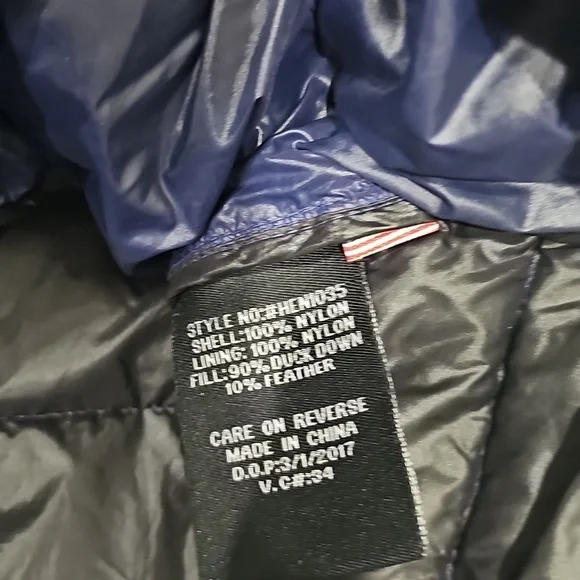 STYLE NO:#HEN1035
SHELL:100% NYLON
LINING: 100% NYLON
FILL: 90% DUCK DOWN
10% FEATHER
CARE ON REVERSE
MADE IN CHINA
D.O.P:3/1/2017
V.C#:34